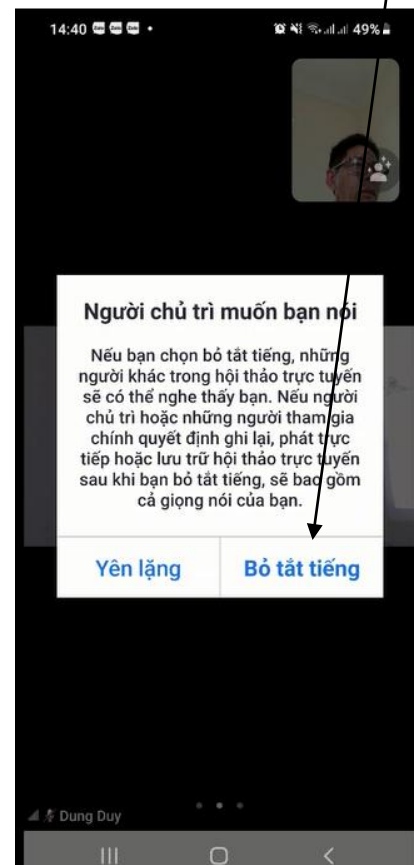 14:40
49%
Người chủ trì muốn bạn nói
Nếu bạn chọn bỏ tắt tiếng, những
người khác trong hội thảo trực tuyến
sẽ có thể nghe thấy bạn. Nếu người
chủ trì hoặc những người tham gia
chính quyết định ghi lại, phát trực
tiếp hoặc lưu trữ hội thảo trực tuyến
sau khi bạn bỏ tắt tiếng, sẽ bao gồm
cả giọng nói của bạn.
Yên lặng
Bỏ tắt tiếng
Dung Duy